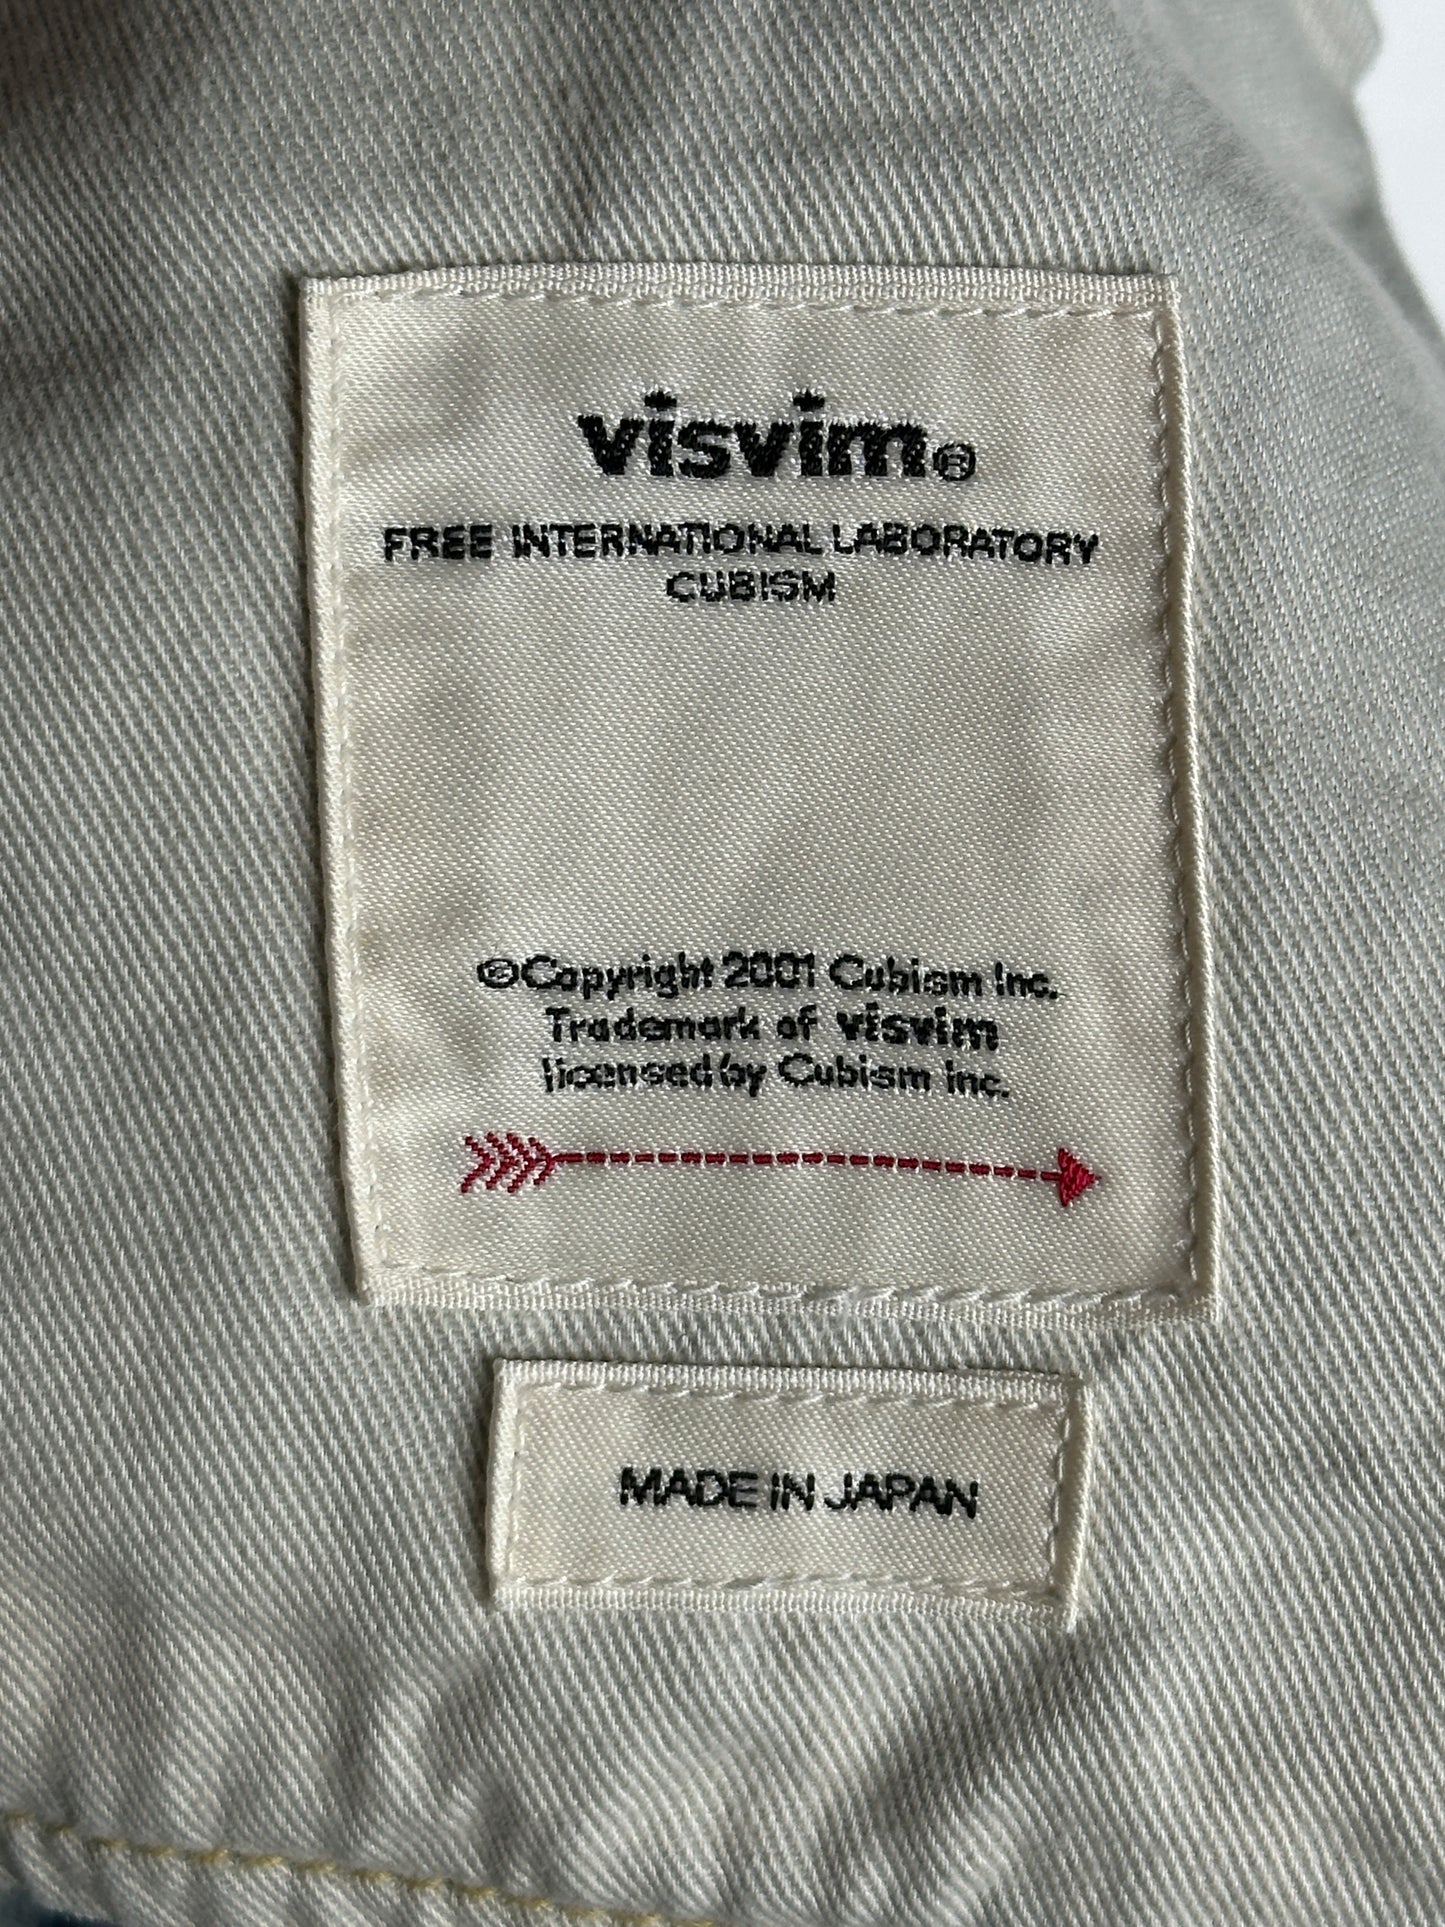 visvim®
FREE INTERNATIONAL LABORATORY
CUBISM
©Copyright 2001 Cubism Inc.
Trademark of visvim
licensed by Cubism Inc.
MADE IN JAPAN